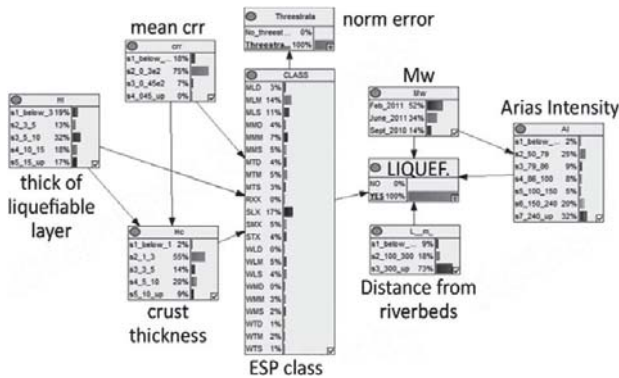 mean crr
Threestrata
No_threest... 0%
Threestra... 100%
norm error
crr
s1_below_... 18%
s2_0_3e2 75%
s3_0_45e2 7%
s4_045_up 0%
CLASS
MLD 3%
MLM 14%
MLS 11%
MMD 4%
MMM 7%
MMS 5%
MTD 4%
MTM 5%
MTS 3%
RXX 0%
SLX 17%
SMX 5%
STX 4%
WLD 0%
WLM 5%
WLS 4%
WMD 0%
WMM 3%
WMS 2%
WTD 1%
WTM 2%
WTS 1%
ESP class
s1_below_3 19%
s2_3_5 13%
s3_5_10 32%
s4_10_15 18%
s5_15_up 17%
thick of
liquefiable
layer
Hc
s1_below_1 2%
s2_1_3 55%
s3_3_5 14%
s4_5_10 20%
s5_10_up 9%
crust
thickness
Mw
Mw
Feb_2011 52%
June_2011 34%
Sept_2010 14%
Arias Intensity
AI
s1_below_... 2%
s2_50_79 25%
s3_79_86 9%
s4_86_100 8%
s5_100_150 5%
s6_150_240 20%
s7_240_up 32%
LIQUEF.
NO 0%
YES 100%
L__m_
s1_below_... 9%
s2_100_300 18%
s3_300_up 73%
Distance from
riverbeds